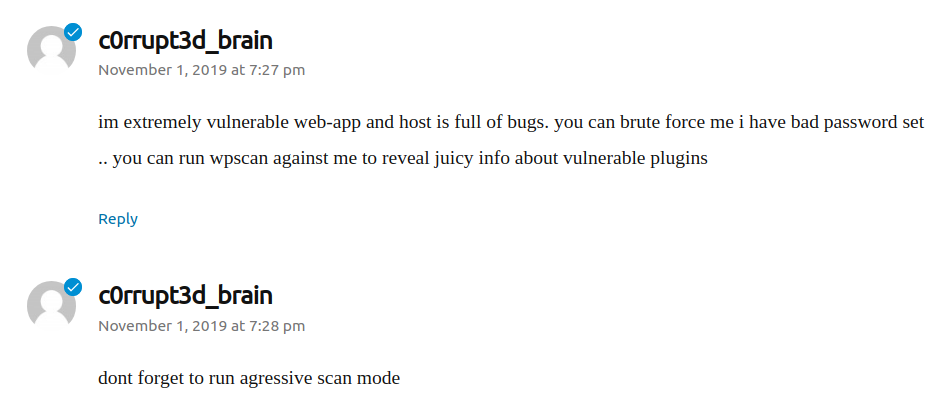 c0rrupt3d_brain
November 1, 2019 at 7:27 pm
im extremely vulnerable web-app and host is full of bugs. you can brute force me i have bad password set
.. you can run wpscan against me to reveal juicy info about vulnerable plugins
Reply
c0rrupt3d_brain
November 1, 2019 at 7:28 pm
dont forget to run agressive scan mode